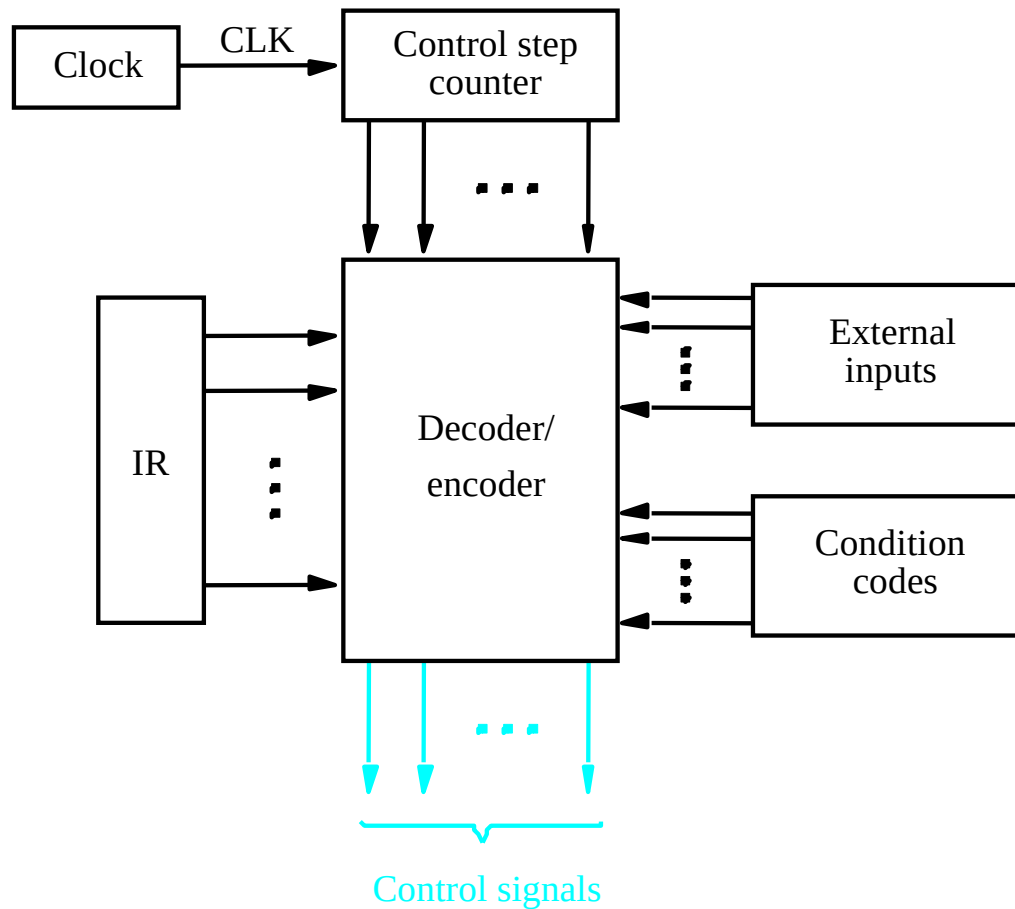 Clock
CLK
Control step
counter
IR
Decoder/
encoder
External
inputs
Condition
codes
Control signals